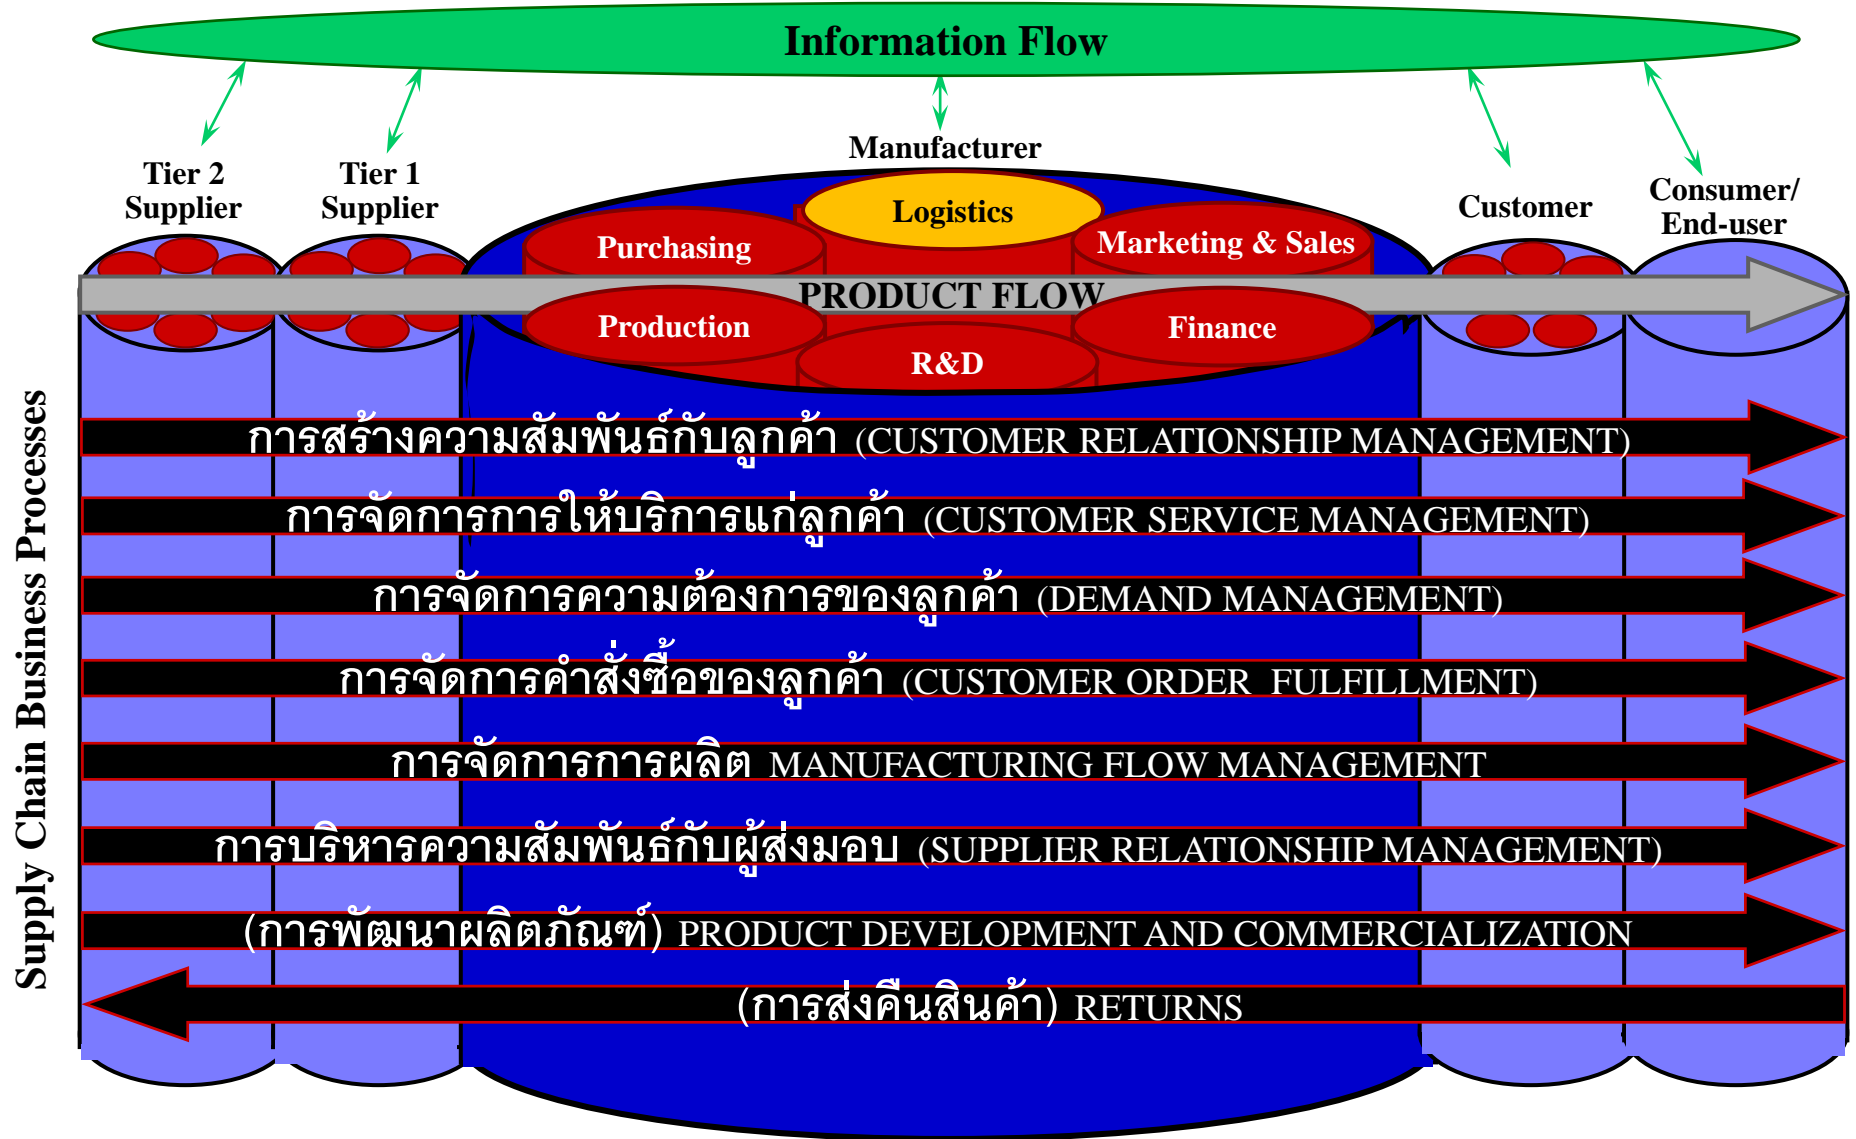 Information Flow
Manufacturer
Tier 2
Supplier
Tier 1
Supplier
Customer
Consumer/
End-user
Logistics
Purchasing
Marketing & Sales
PRODUCT FLOW
Production
Finance
R&D
Supply Chain Business Processes
การสร้างความสัมพันธ์กับลูกค้า (CUSTOMER RELATIONSHIP MANAGEMENT)
การจัดการการให้บริการแก่ลูกค้า (CUSTOMER SERVICE MANAGEMENT)
การจัดการความต้องการของลูกค้า (DEMAND MANAGEMENT)
การจัดการคำสั่งซื้อของลูกค้า (CUSTOMER ORDER FULFILLMENT)
การจัดการการผลิต MANUFACTURING FLOW MANAGEMENT
การบริหารความสัมพันธ์กับผู้ส่งมอบ (SUPPLIER RELATIONSHIP MANAGEMENT)
(การพัฒนาผลิตภัณฑ์) PRODUCT DEVELOPMENT AND COMMERCIALIZATION
(การส่งคืนสินค้า) RETURNS